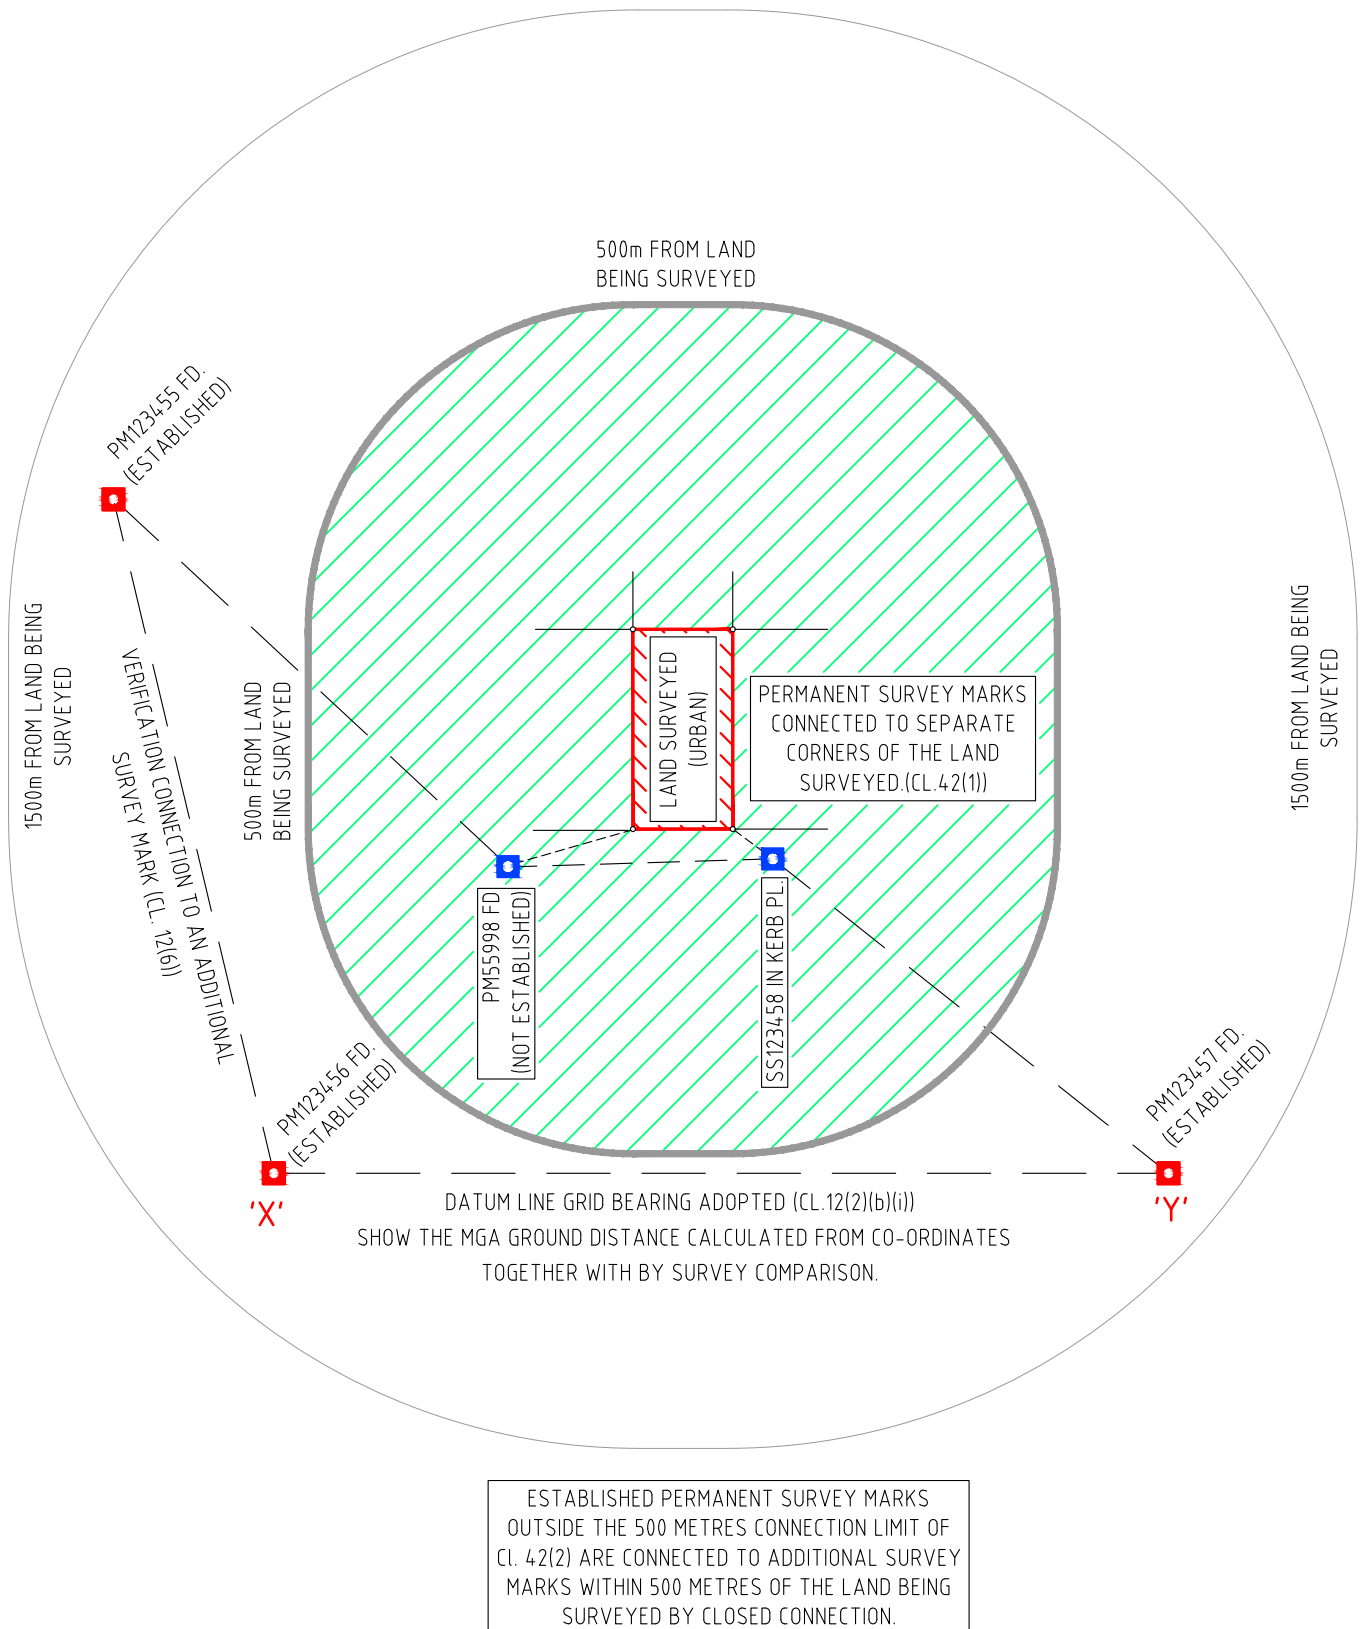 500m FROM LAND
BEING SURVEYED
PM123455 FD.
(ESTABLISHED)
1500m FROM LAND BEING
SURVEYED
VERIFICATION CONNECTION TO AN ADDITIONAL
SURVEY MARK (CL. 12(6))
500m FROM LAND
BEING SURVEYED
LAND SURVEYED
(URBAN)
PERMANENT SURVEY MARKS
CONNECTED TO SEPARATE
CORNERS OF THE LAND
SURVEYED.(CL.42(1))
1500m FROM LAND BEING
SURVEYED
PM55998 FD
(NOT ESTABLISHED)
SS123458 IN KERB PL.
PM123456 FD.
(ESTABLISHED)
PM123457 FD.
(ESTABLISHED)
'X'
'Y'
DATUM LINE GRID BEARING ADOPTED (CL.12(2)(b)(i))
SHOW THE MGA GROUND DISTANCE CALCULATED FROM CO-ORDINATES
TOGETHER WITH BY SURVEY COMPARISON.
ESTABLISHED PERMANENT SURVEY MARKS
OUTSIDE THE 500 METRES CONNECTION LIMIT OF
Cl. 42(2) ARE CONNECTED TO ADDITIONAL SURVEY
MARKS WITHIN 500 METRES OF THE LAND BEING
SURVEYED BY CLOSED CONNECTION.